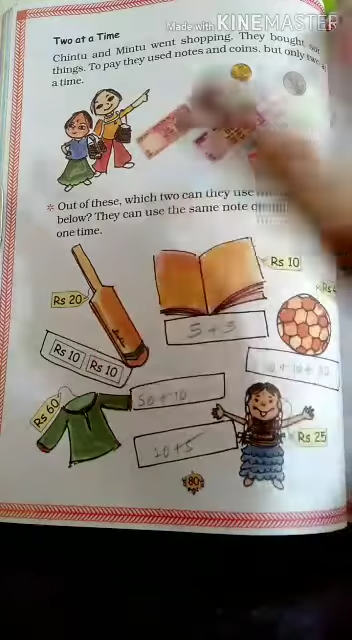 Made with KINEMASTER
Two at a Time
Chintu and Mintu went shopping. They bought
things. To pay they used notes and coins, but only two
a time.
* Out of these, which two can they use
below? They can use the same note
one time.
Rs 10
Rs 20
5 + 5
Rs 10 Rs 10
Rs 60
50 + 10
Rs 25
80